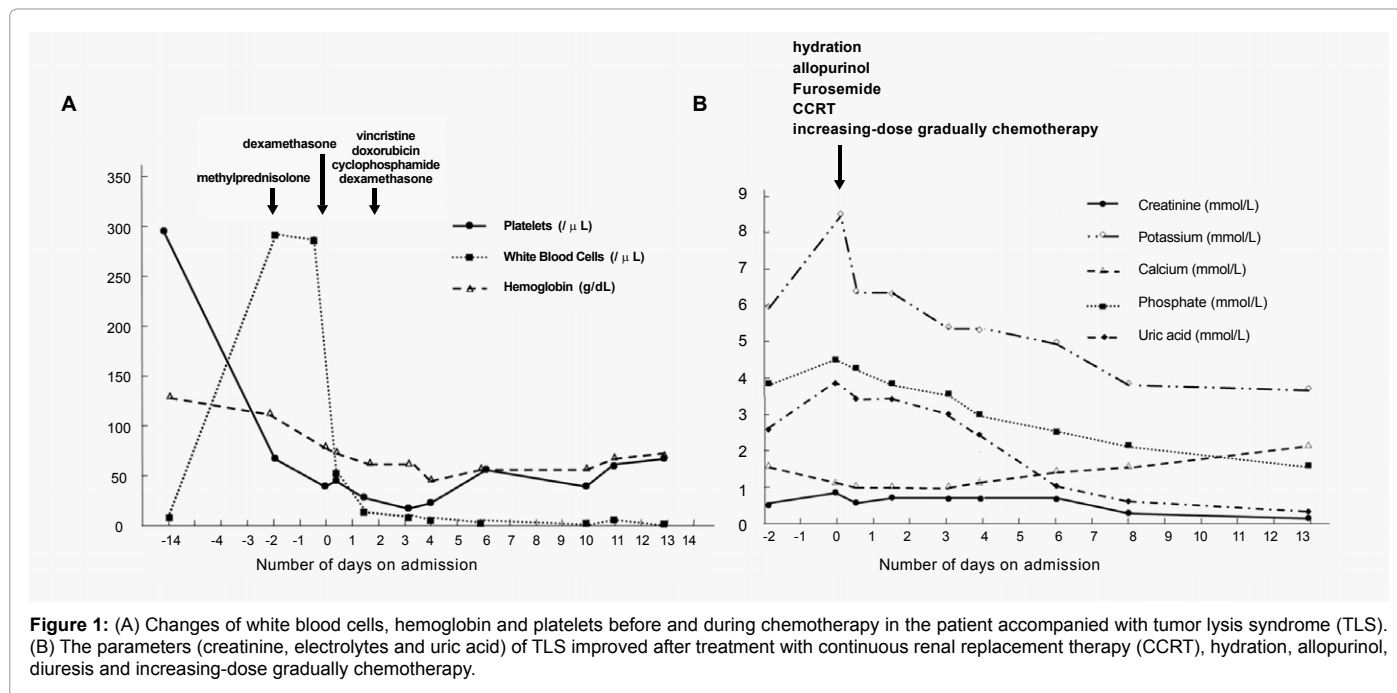 hydration
allopurinol
Furosemide
CCRT
increasing-dose gradually chemotherapy
A
B
vincristine
doxorubicin
cyclophosphamide
dexamethasone
dexamethasone
methylprednisolone
350
300
250
200
150
100
50
0
Platelets (/ μ L)
White Blood Cells (/ μ L)
Hemoglobin (g/dL)
-14 -4 -3 -2 -1 0 1 2 3 4 5 6 7 8 9 10 11 12 13 14
Number of days on admission
9
8
7
6
5
4
3
2
1
0
Creatinine (mmol/L)
Potassium (mmol/L)
Calcium (mmol/L)
Phosphate (mmol/L)
Uric acid (mmol/L)
-2 -1 0 1 2 3 4 5 6 7 8 9 10 11 12 13
Number of days on admission
Figure 1: (A) Changes of white blood cells, hemoglobin and platelets before and during chemotherapy in the patient accompanied with tumor lysis syndrome (TLS).
(B) The parameters (creatinine, electrolytes and uric acid) of TLS improved after treatment with continuous renal replacement therapy (CCRT), hydration, allopurinol,
diuresis and increasing-dose gradually chemotherapy.